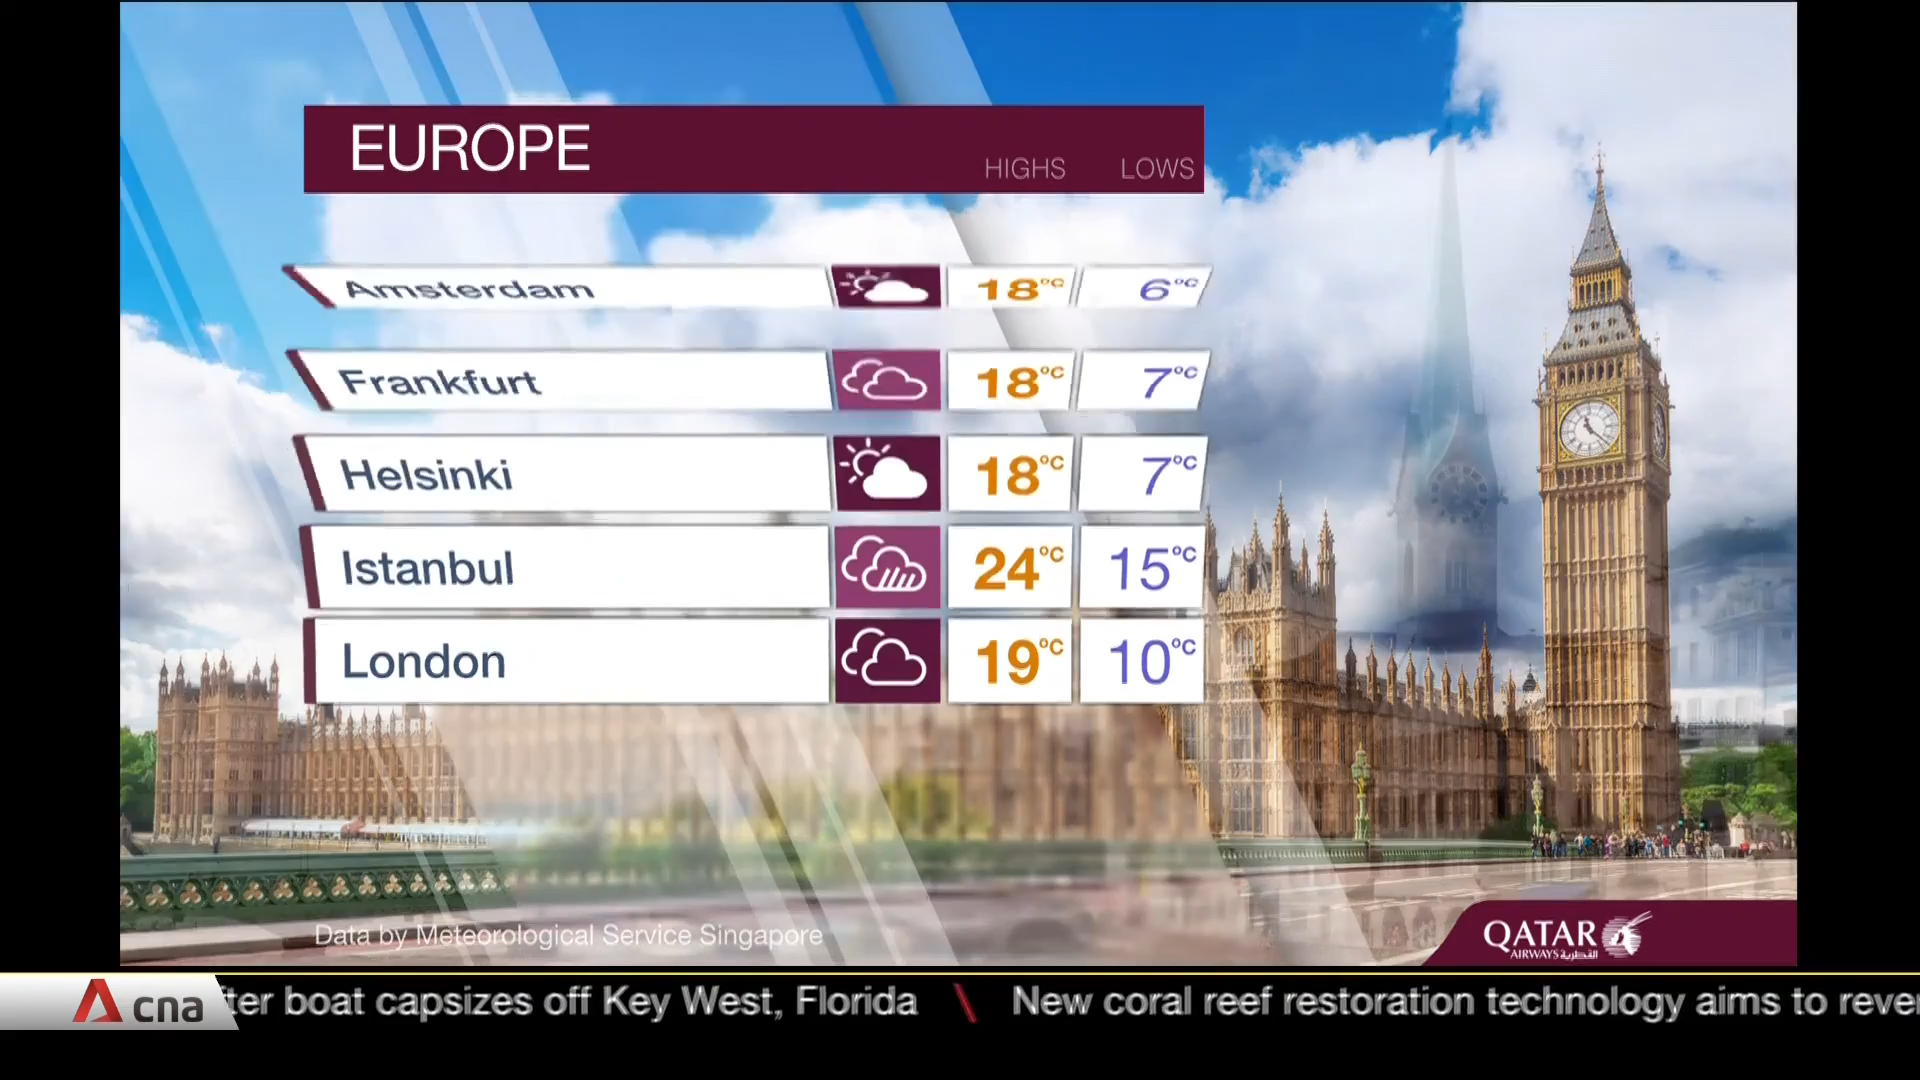 EUROPE
HIGHS LOWS
Amsterdam 18°C 6°C
Frankfurt 18°C 7°C
Helsinki 18°C 7°C
Istanbul 24°C 15°C
London 19°C 10°C
Data by Meteorological Service Singapore
QATAR
AIRWAYS القطرية
cna ter boat capsizes off Key West, Florida \ New coral reef restoration technology aims to rever